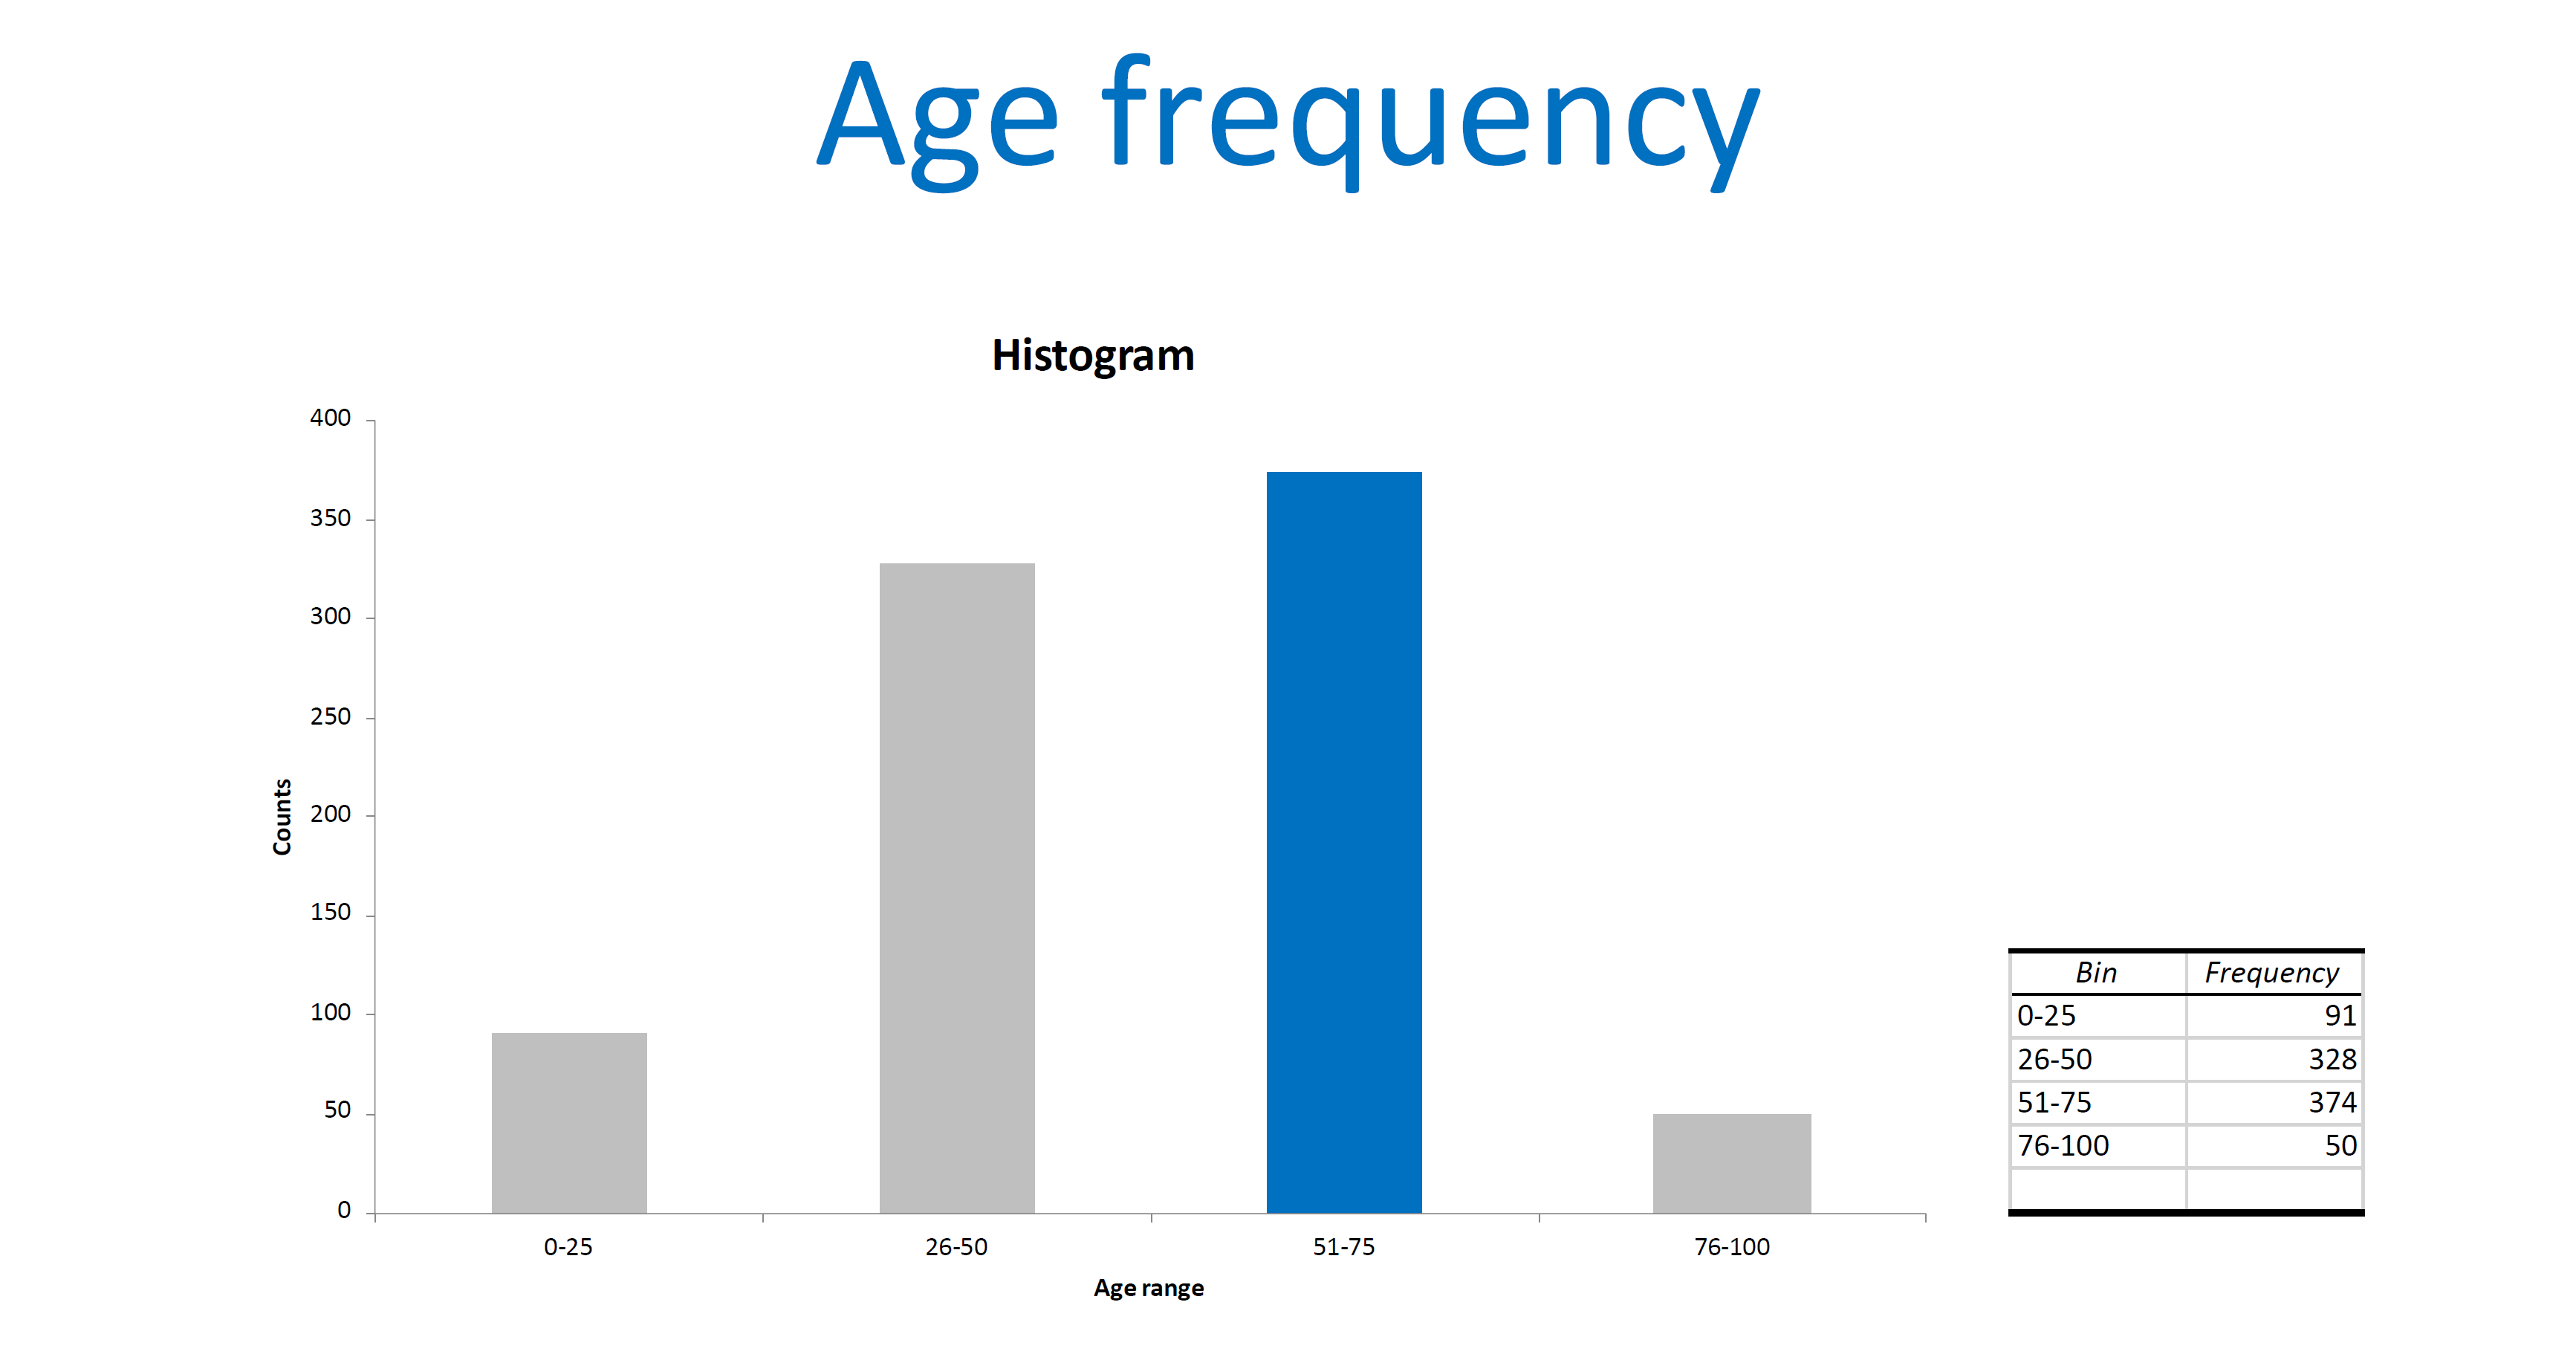 Age frequency
Histogram
400
350
300
250
200
150
100
50
0
Counts
0-25 26-50 51-75 76-100
Age range
Bin Frequency
0-25 91
26-50 328
51-75 374
76-100 50